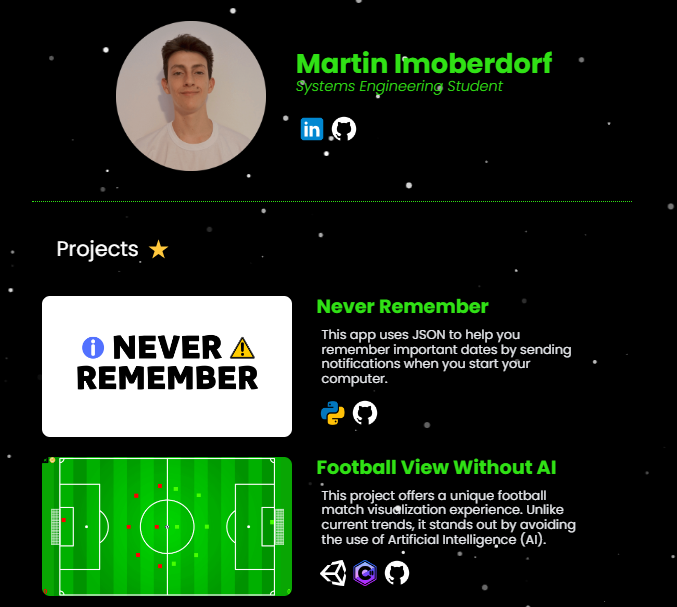 Martin Imoberdorf
Systems Engineering Student
in
Projects
NEVER
REMEMBER
Never Remember
This app uses JSON to help you
remember important dates by sending
notifications when you start your
computer.
Football View Without AI
This project offers a unique football
match visualization experience. Unlike
current trends, it stands out by avoiding
the use of Artificial Intelligence (AI).